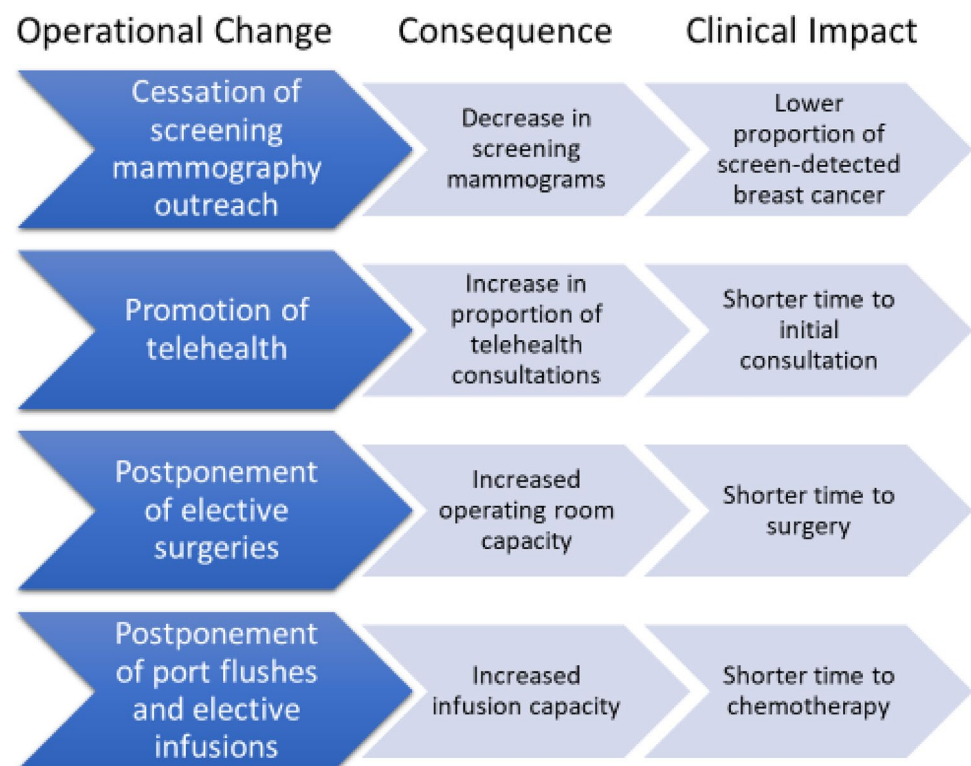 Operational Change Consequence Clinical Impact
Cessation of
screening
mammography
outreach
Decrease in
screening
mammograms
Lower
proportion of
screen-detected
breast cancer
Promotion of
telehealth
Increase in
proportion of
telehealth
consultations
Shorter time to
initial
consultation
Postponement
of elective
surgeries
Increased
operating room
capacity
Shorter time to
surgery
Postponement
of port flushes
and elective
infusions
Increased
infusion capacity
Shorter time to
chemotherapy